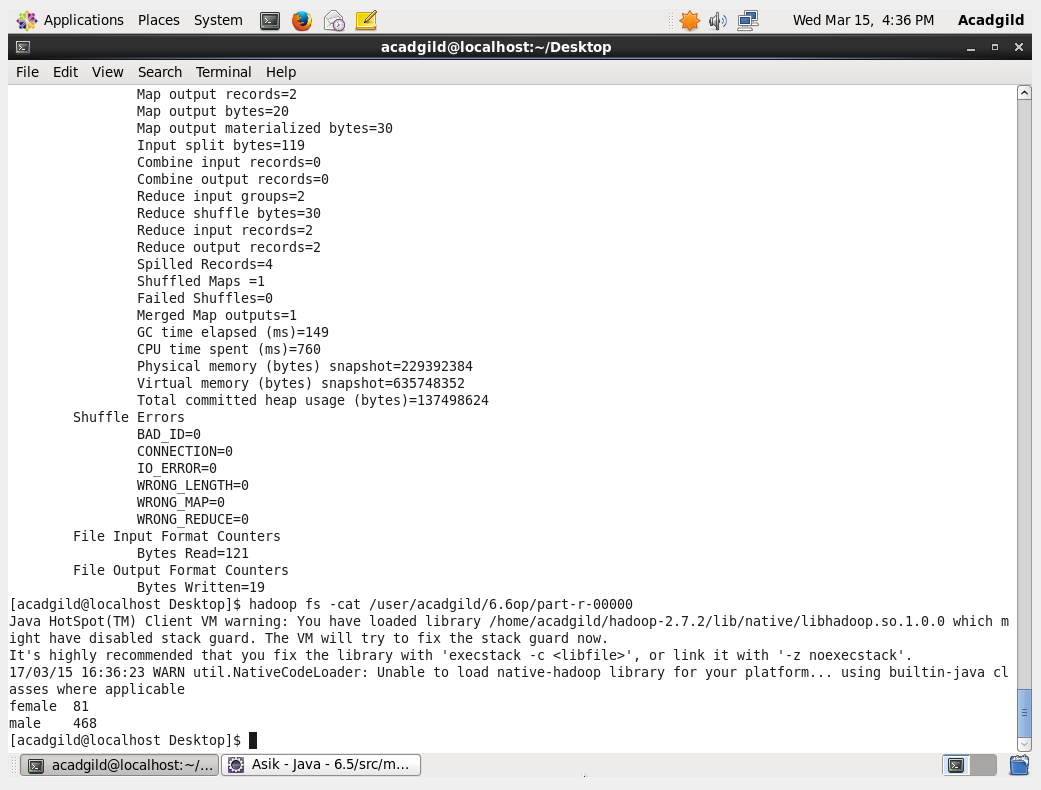 Applications Places System Wed Mar 15, 4:36 PM Acadgild
acadgild@localhost:~/Desktop
File Edit View Search Terminal Help
Map output records=2
Map output bytes=20
Map output materialized bytes=30
Input split bytes=119
Combine input records=0
Combine output records=0
Reduce input groups=2
Reduce shuffle bytes=30
Reduce input records=2
Reduce output records=2
Spilled Records=4
Shuffled Maps =1
Failed Shuffles=0
Merged Map outputs=1
GC time elapsed (ms)=149
CPU time spent (ms)=760
Physical memory (bytes) snapshot=229392384
Virtual memory (bytes) snapshot=635748352
Total committed heap usage (bytes)=137498624
Shuffle Errors
BAD_ID=0
CONNECTION=0
IO_ERROR=0
WRONG_LENGTH=0
WRONG_MAP=0
WRONG_REDUCE=0
File Input Format Counters
Bytes Read=121
File Output Format Counters
Bytes Written=19
[acadgild@localhost Desktop]$ hadoop fs -cat /user/acadgild/6.6op/part-r-00000
Java HotSpot(TM) Client VM warning: You have loaded library /home/acadgild/hadoop-2.7.2/lib/native/libhadoop.so.1.0.0 which m
ight have disabled stack guard. The VM will try to fix the stack guard now.
It's highly recommended that you fix the library with 'execstack -c <libfile>', or link it with '-z noexecstack'.
17/03/15 16:36:23 WARN util.NativeCodeLoader: Unable to load native-hadoop library for your platform... using builtin-java cl
asses where applicable
female 81
male 468
[acadgild@localhost Desktop]$
acadgild@localhost:~/... Asik - Java - 6.5/src/m...